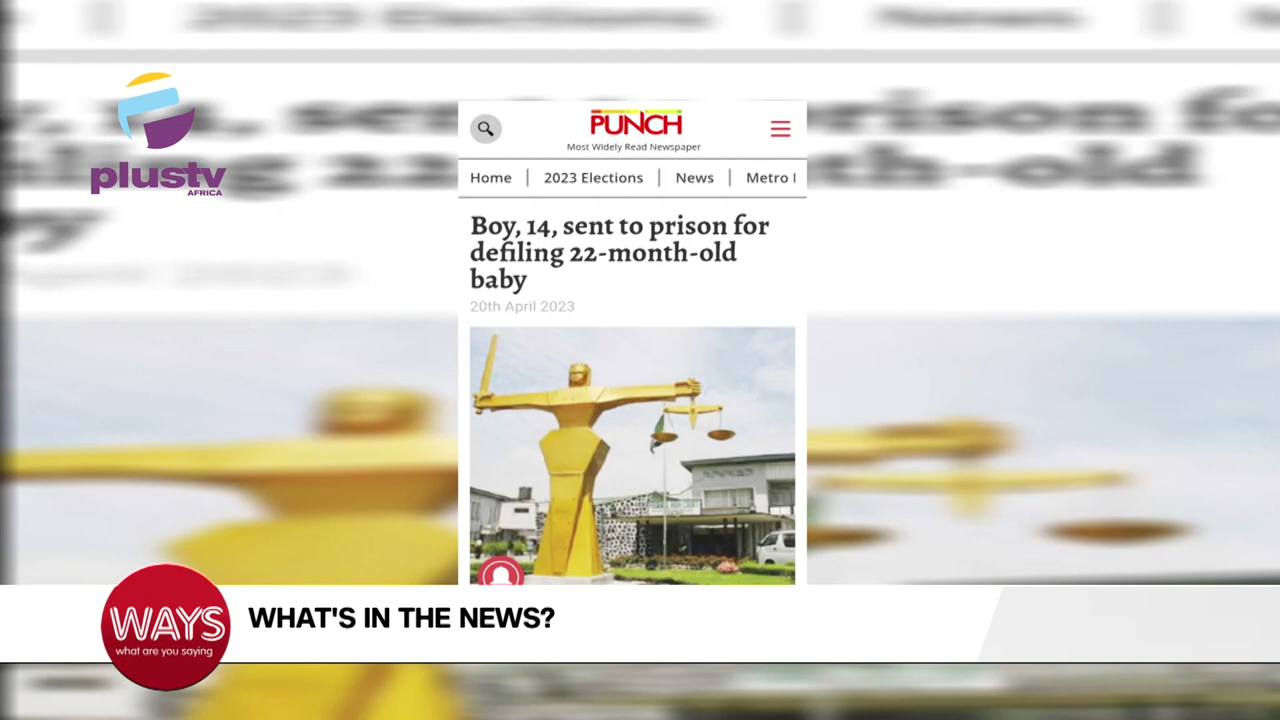 plustv
AFRICA
PUNCH
Most Widely Read Newspaper
Home | 2023 Elections | News | Metro
Boy, 14, sent to prison for
defiling 22-month-old
baby
20th April 2023
WAYS
what are you saying
WHAT'S IN THE NEWS?